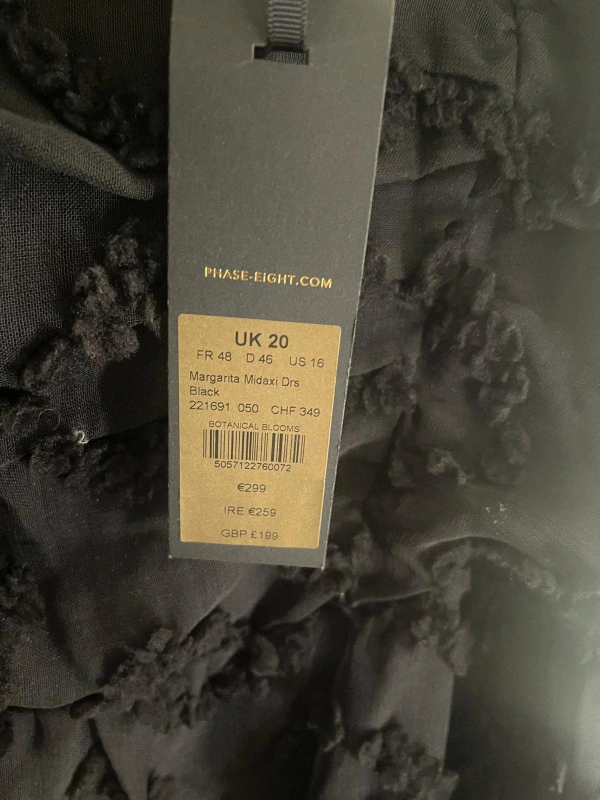 PHASE-EIGHT.COM
UK 20
FR 48 D 46 US 16
Margarita Midaxi Drs
Black
221691 050 CHF 349
BOTANICAL BLOOMS
5057122760072
€299
IRE €259
GBP £199